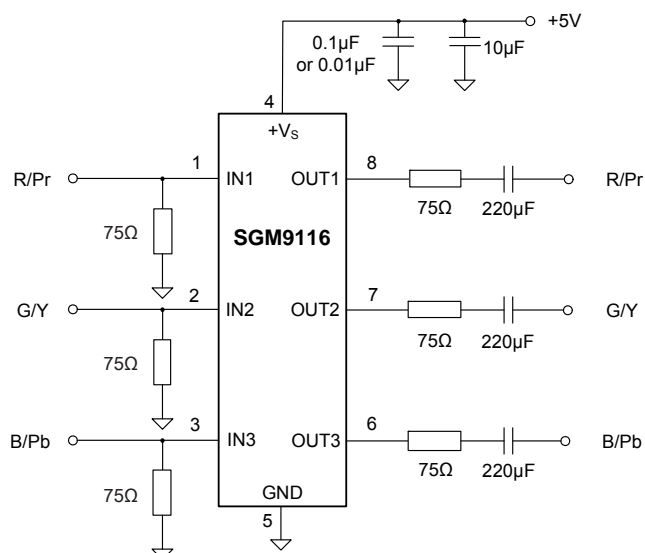 +5V
0.1µF
or 0.01µF
10µF
4
+VS
1
8
R/Pr
IN1
OUT1
R/Pr
75Ω
220µF
75Ω
SGM9116
2
7
G/Y
IN2
OUT2
G/Y
75Ω
220µF
75Ω
3
6
B/Pb
IN3
OUT3
B/Pb
75Ω
220µF
75Ω
GND
5